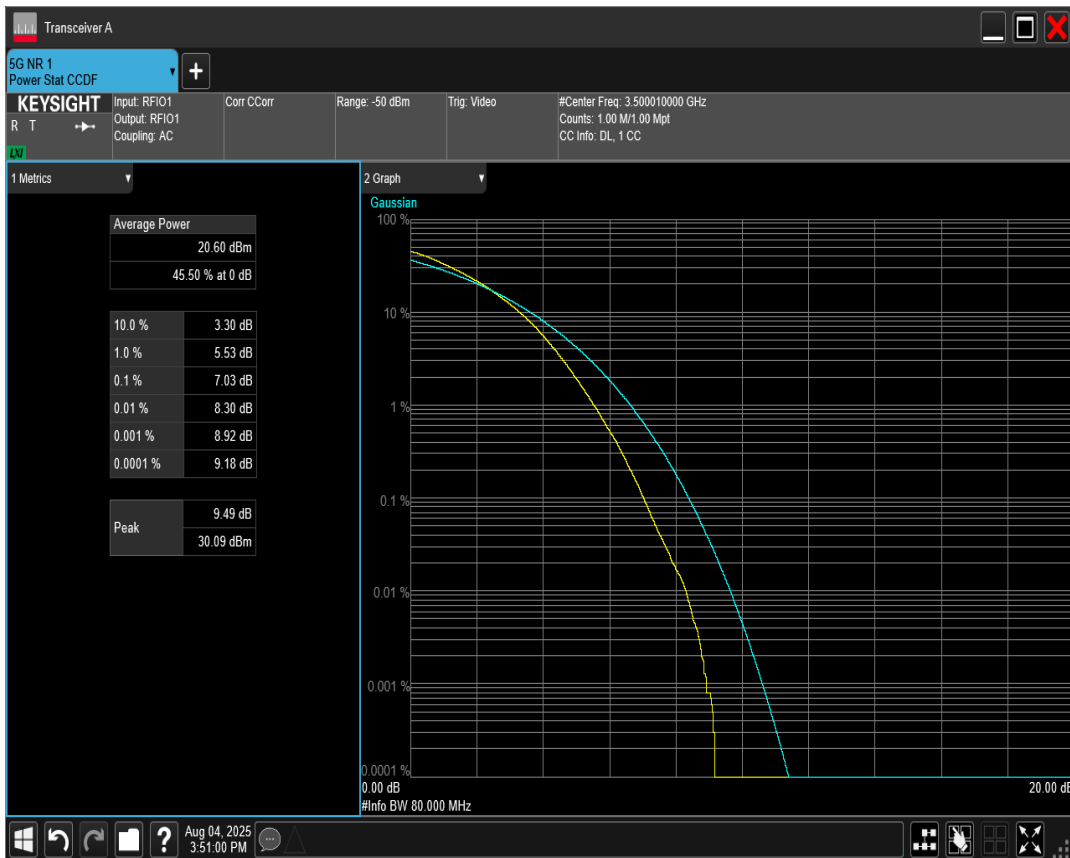 Transceiver A
5G NR 1
Power Stat CCDF
KEYSIGHT
R T
LXI
Input: RFIO1
Output: RFIO1
Coupling: AC
Corr CCorr
Range: -50 dBm
Trig: Video
#Center Freq: 3.500010000 GHz
Counts: 1.00 M/1.00 Mpt
CC Info: DL, 1 CC
1 Metrics
Average Power
20.60 dBm
45.50 % at 0 dB
10.0 % 3.30 dB
1.0 % 5.53 dB
0.1 % 7.03 dB
0.01 % 8.30 dB
0.001 % 8.92 dB
0.0001 % 9.18 dB
Peak
9.49 dB
30.09 dBm
2 Graph
Gaussian
100 %
10 %
1 %
0.1 %
0.01 %
0.001 %
0.0001 %
0.00 dB 20.00 dB
#Info BW 80.000 MHz
?
Aug 04, 2025
3:51:00 PM